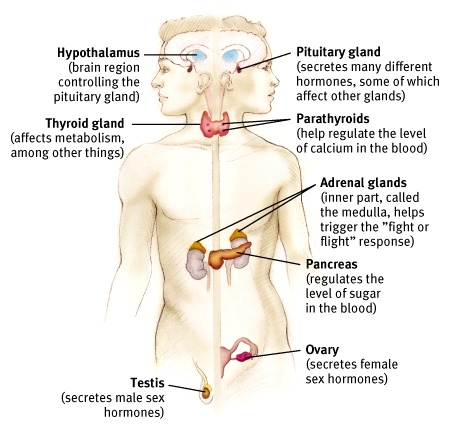 Hypothalamus
(brain region
controlling the
pituitary gland)
Pituitary gland
(secretes many different
hormones, some of which
affect other glands)
Thyroid gland
(affects metabolism,
among other things)
Parathyroids
(help regulate the level
of calcium in the blood)
Adrenal glands
(inner part, called
the medulla, helps
trigger the "fight or
flight" response)
Pancreas
(regulates the
level of sugar
in the blood)
Ovary
(secretes female
sex hormones)
Testis
(secretes male sex
hormones)